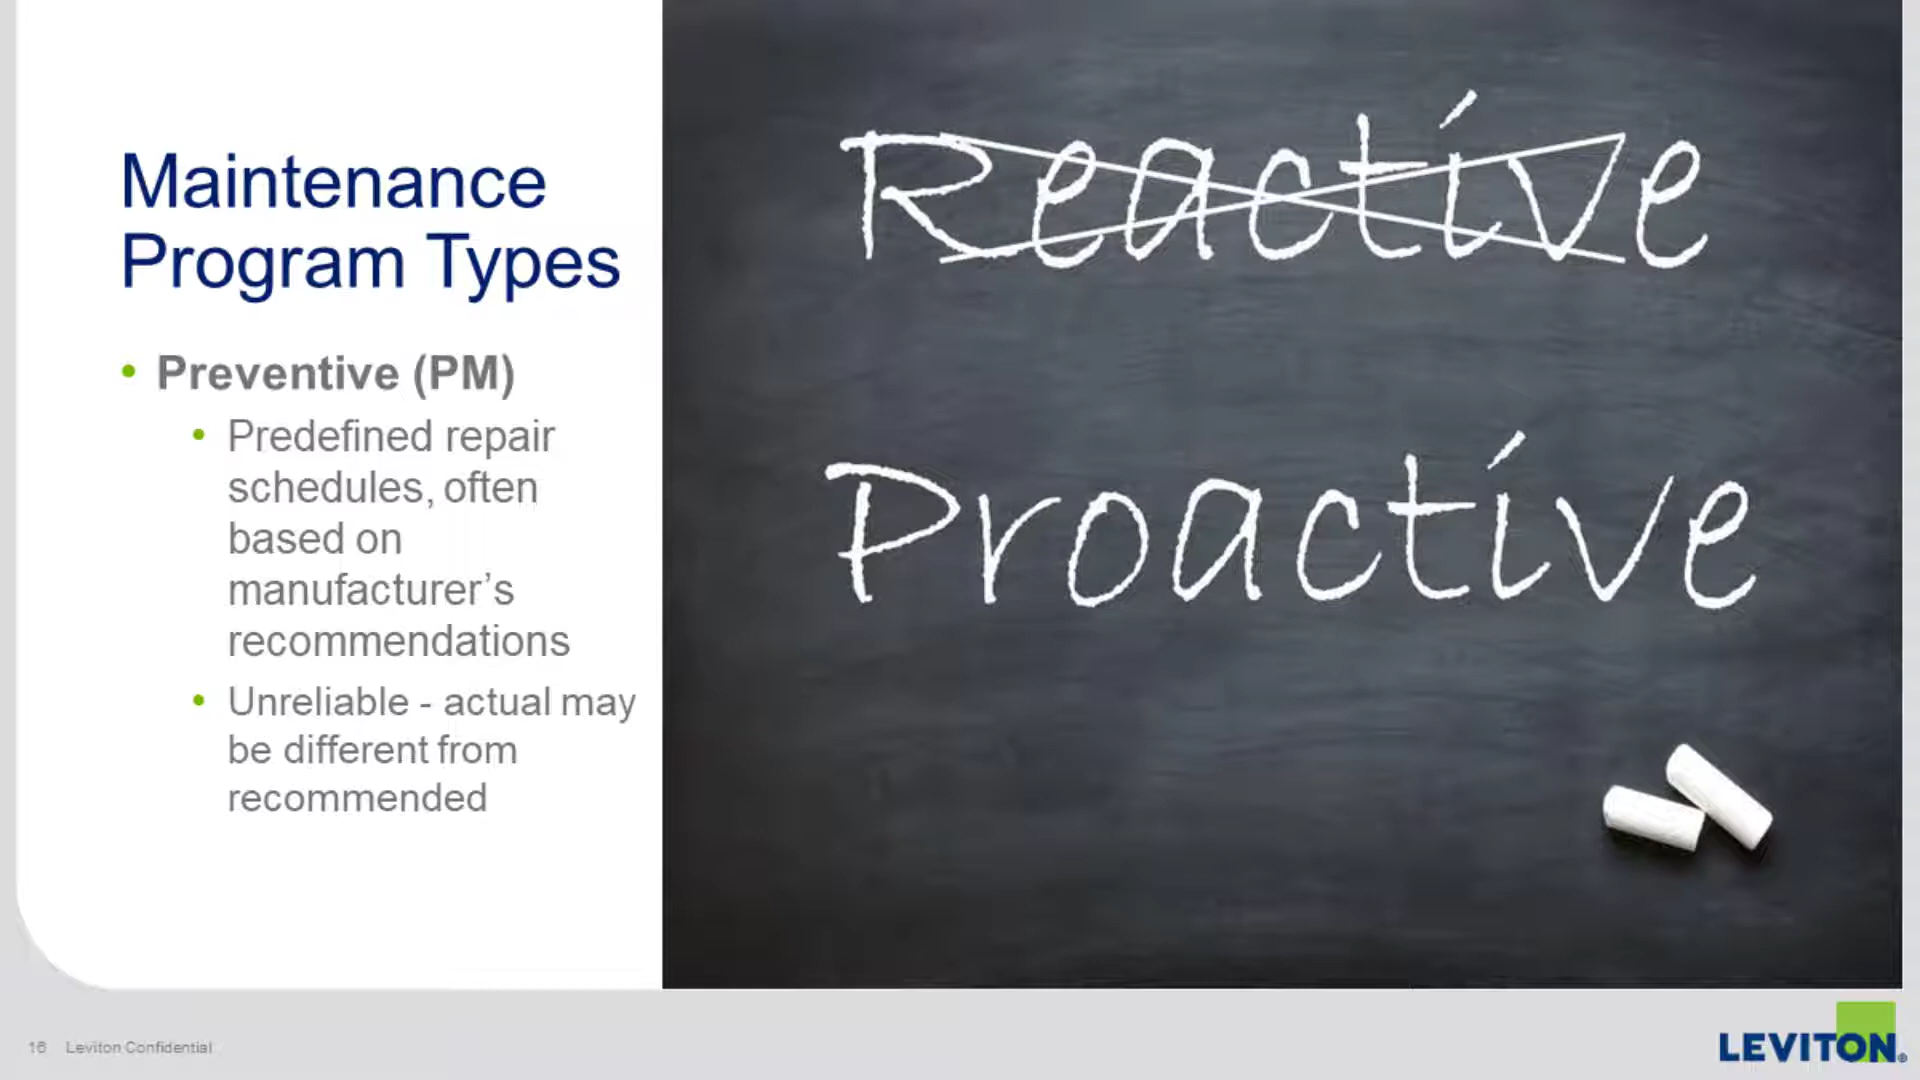 Maintenance
Program Types
• Preventive (PM)
• Predefined repair
schedules, often
based on
manufacturer’s
recommendations
• Unreliable - actual may
be different from
recommended
Reactive
Proactive
16 Leviton Confidential
LEVITON®